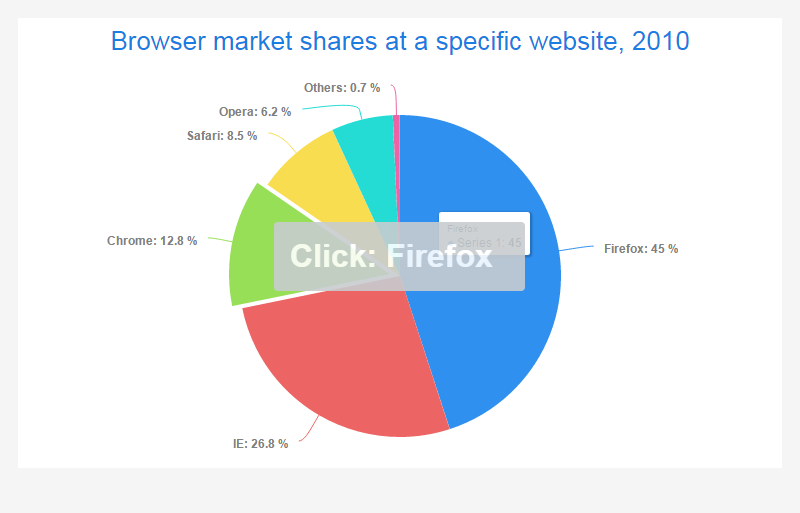 Browser market shares at a specific website, 2010
Others: 0.7 %
Opera: 6.2 %
Safari: 8.5 %
Chrome: 12.8 %
Firefox
Series 1: 45
Click: Firefox
Firefox: 45 %
IE: 26.8 %